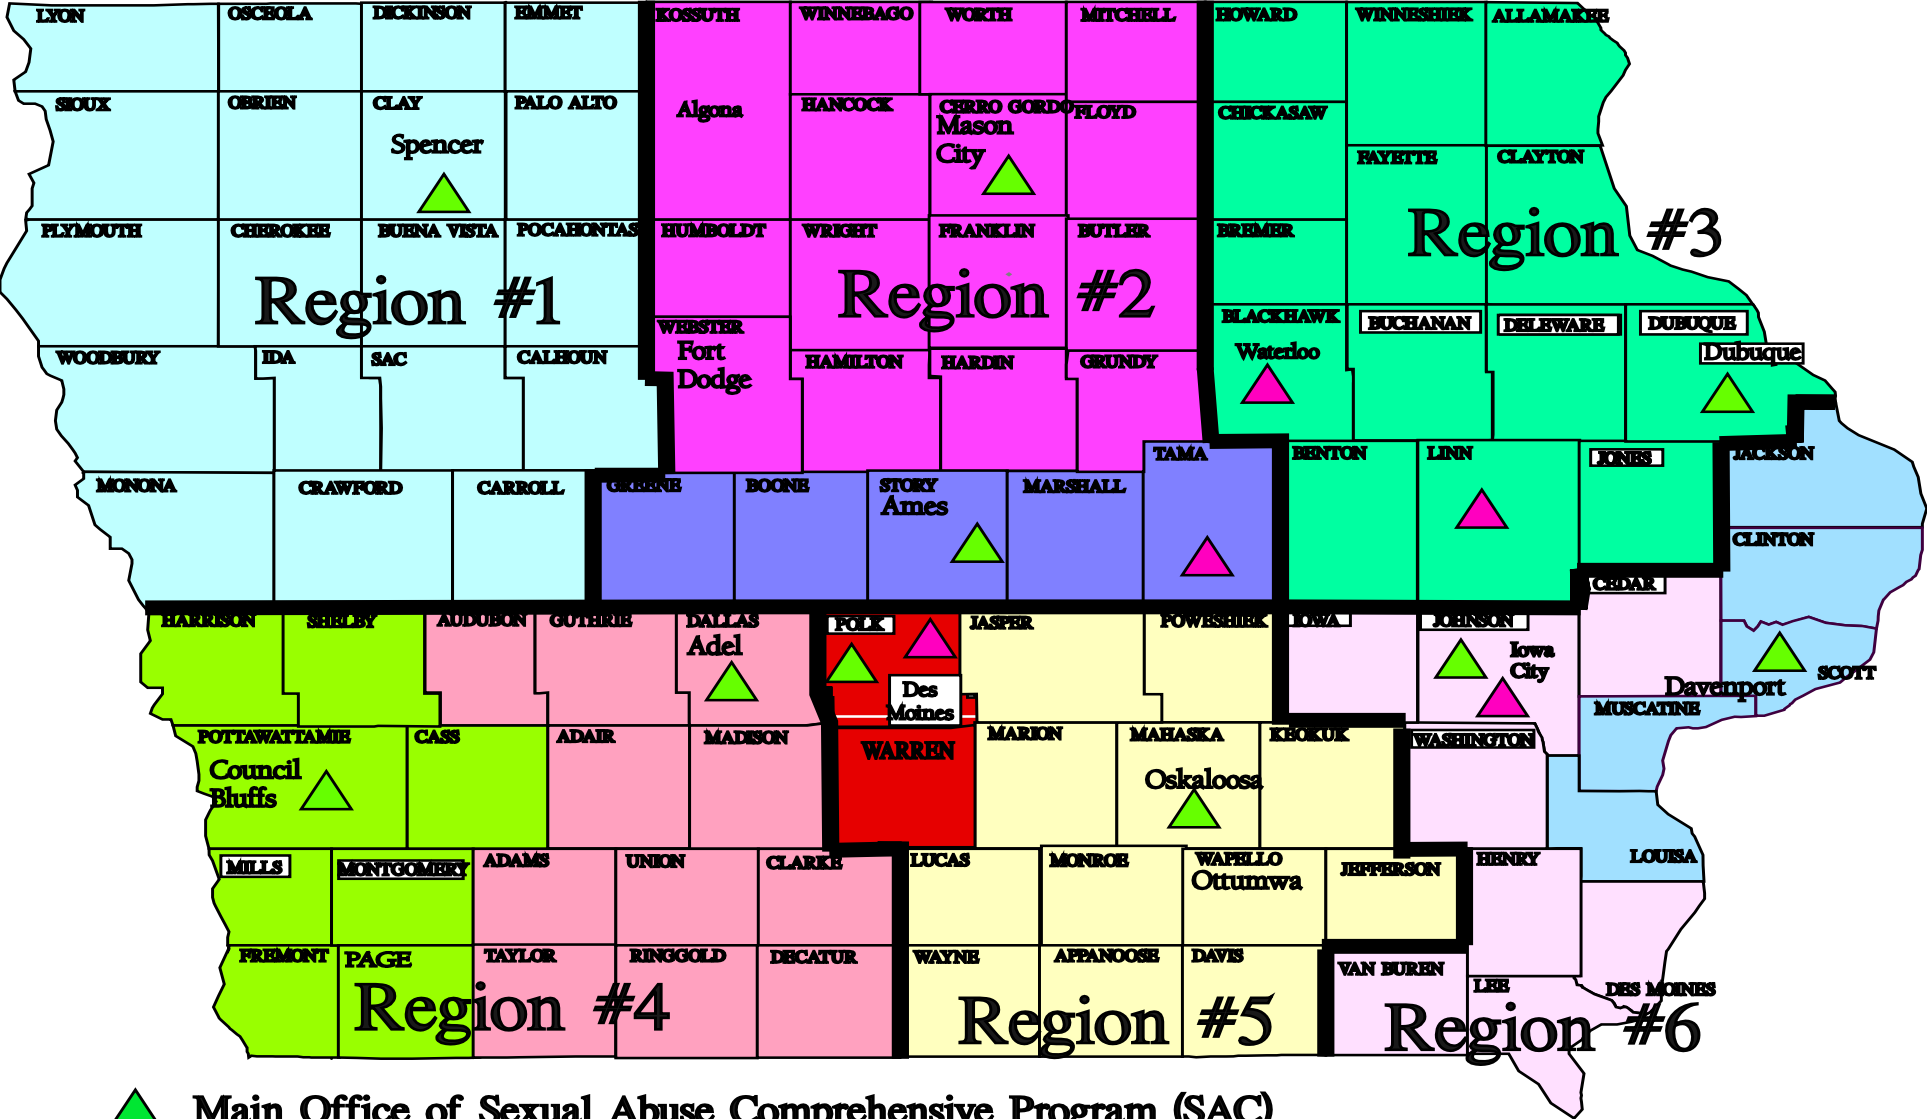 LYON OSCEOLA DICKINSON EMMET KOSSUTH WINNEBAGO WORTH MITCHELL HOWARD WINNESHIEK ALLAMAKEE
SIOUX OBRIEN CLAY PALO ALTO Algona HANCOCK CERRO GORDO FLOYD CHICKASAW
Mason
City
Spencer
FAYETTE CLAYTON
PLYMOUTH CHEROKEE BUENA VISTA POCAHONTAS HUMBOLDT WRIGHT FRANKLIN BUTLER BREMER
Region #3
Region #1
Region #2
WEBSTER BLACKHAWK BUCHANAN DELEWARE DUBUQUE
Fort
Dodge
Waterloo
Dubuque
WOODBURY IDA SAC CALHOUN HAMILTON HARDIN GRUNDY
TAMA BENTON LINN JONES JACKSON
MONONA CRAWFORD CARROLL GREENE BOONE STORY MARSHALL
Ames
CLINTON
CEDAR
HARRISON SHELBY AUDUBON GUTHRIE DALLAS POLK JASPER POWESHIEK IOWA JOHNSON
Adel
Iowa
City
SCOTT
Des
Moines
Davenport
MUSCATINE
POTTAWATTAMIE CASS ADAIR MADISON WARREN MARION MAHASKA KEOKUK WASHINGTON
Council
Bluffs
Oskaloosa
MILLS MONTGOMERY ADAMS UNION CLARKE LUCAS MONROE WAPELLO JEFFERSON HENRY LOUISA
Ottumwa
FREMONT PAGE TAYLOR RINGGOLD DECATUR WAYNE APPANOOSE DAVIS VAN BUREN LEE DES MOINES
Region #4
Region #5
Region #6
Main Office of Sexual Abuse Comprehensive Program (SAC)